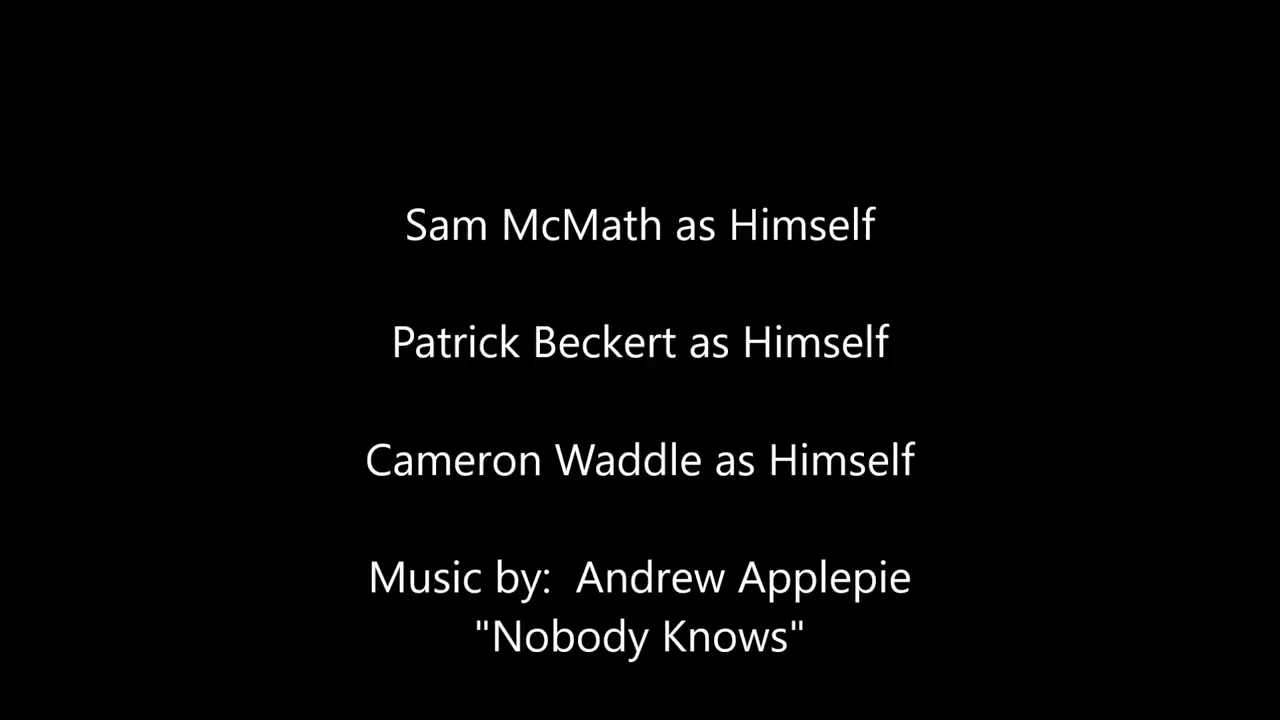 Sam McMath as Himself
Patrick Beckert as Himself
Cameron Waddle as Himself
Music by:  Andrew Applepie
"Nobody Knows"